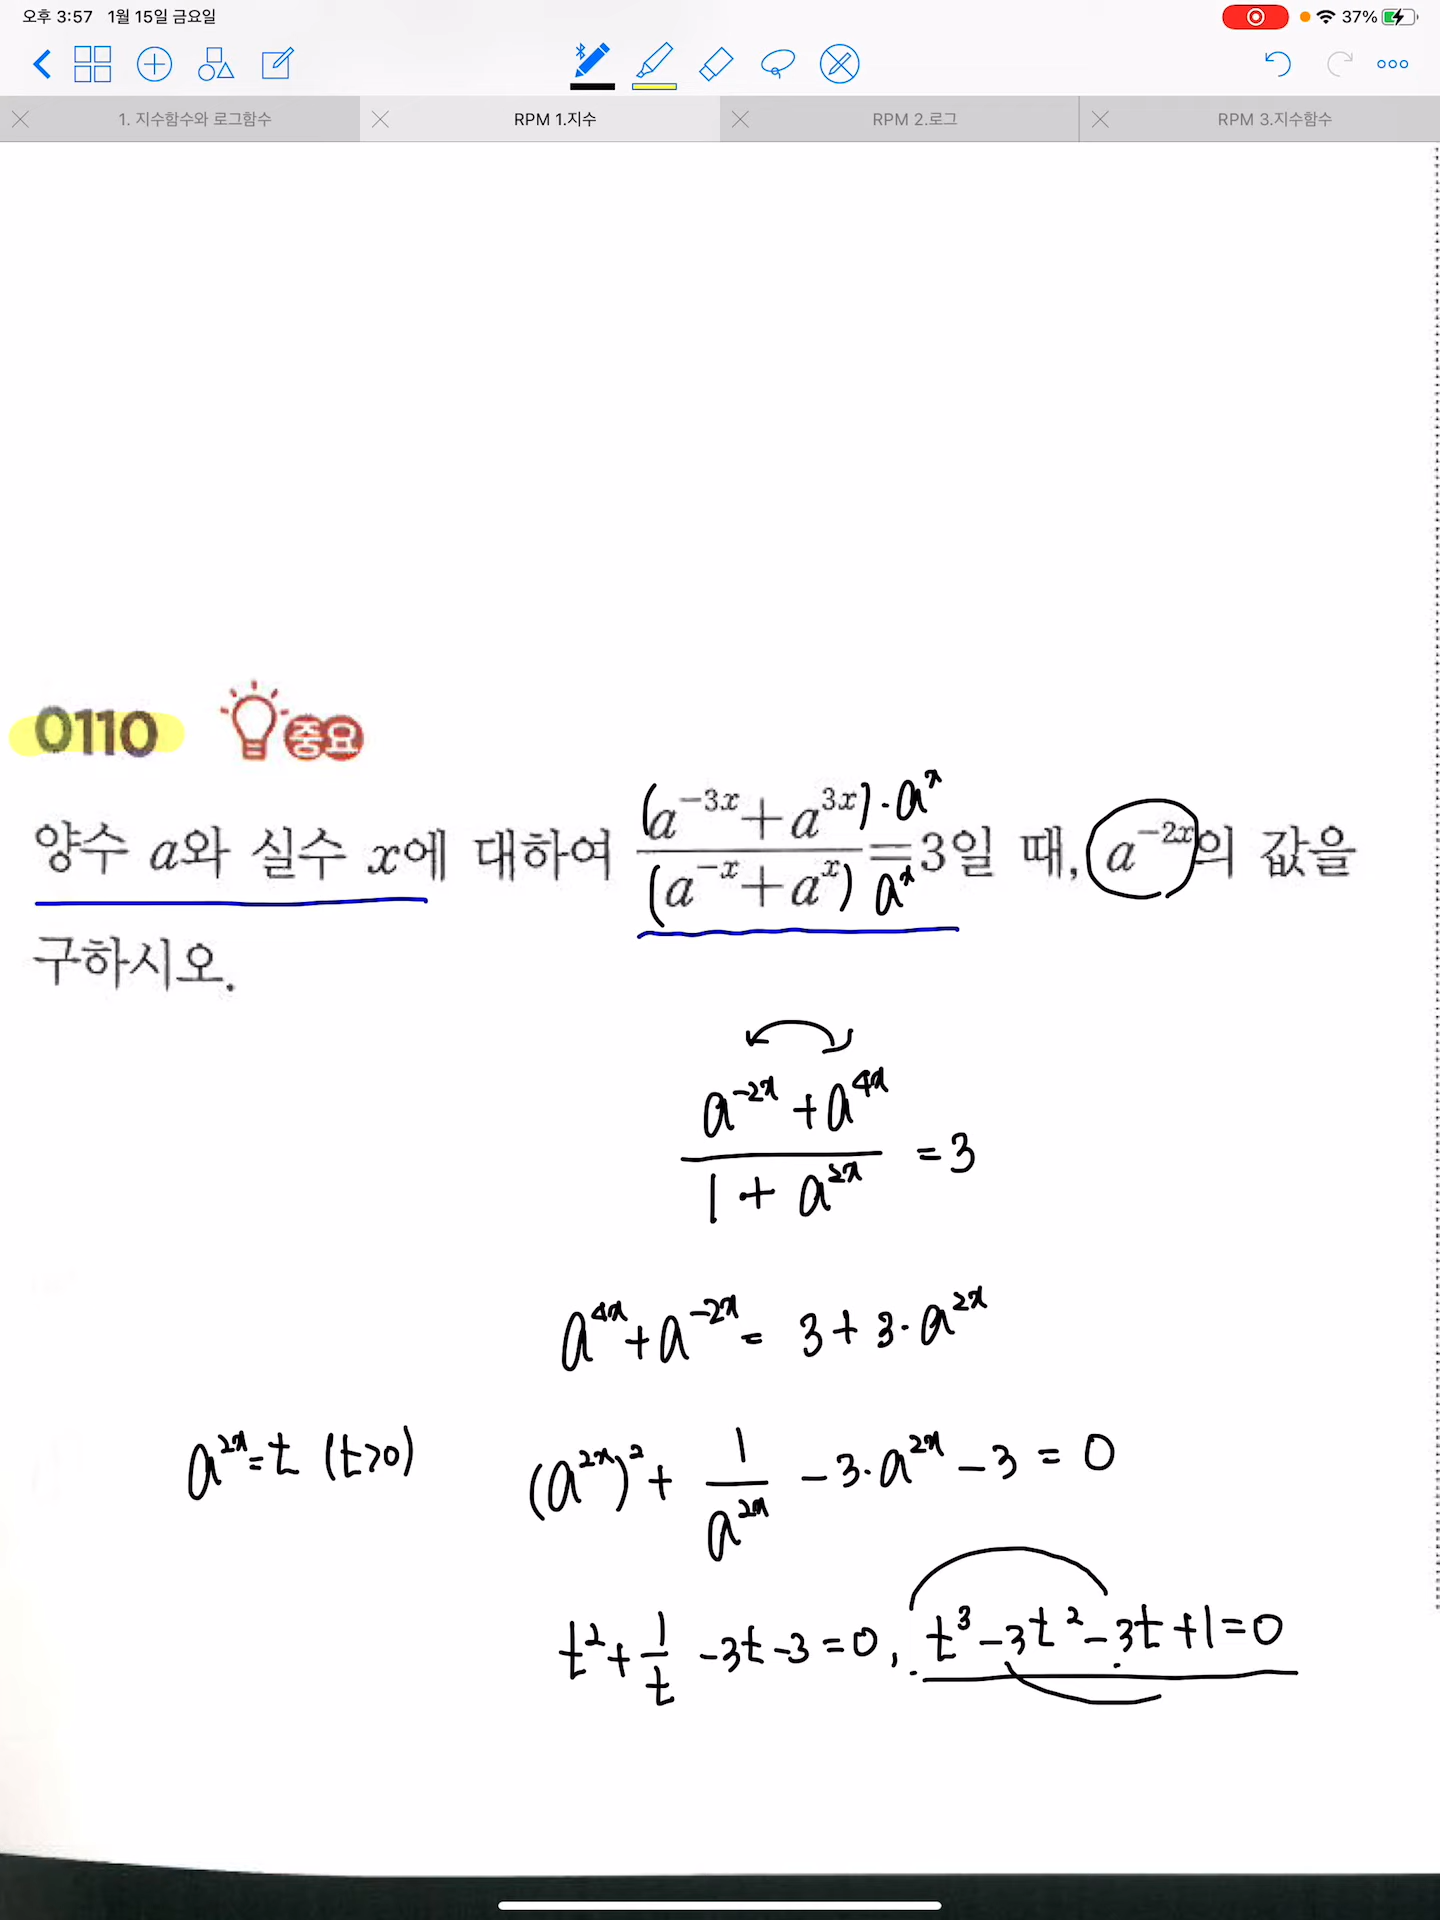 오후 3:57 1월 15일 금요일 37%
1. 지수함수와 로그함수 RPM 1.지수 RPM 2.로그 RPM 3.지수함수
0110 중요
양수 a와 실수 x에 대하여 (a^{-3x}+a^{3x})·a^x / (a^{-x}+a^x) a^x =3일 때, a^{-2x}의 값을
구하시오.
a^{-2x}+a^{4x} / 1+a^{2x} =3
a^{4x}+a^{-2x} = 3+3·a^{2x}
a^{2x}=t (t>0) (a^{2x})^2+ 1/a^{2x} -3·a^{2x}-3=0
t^2+ 1/t -3t-3=0, t^3-3t^2-3t+1=0